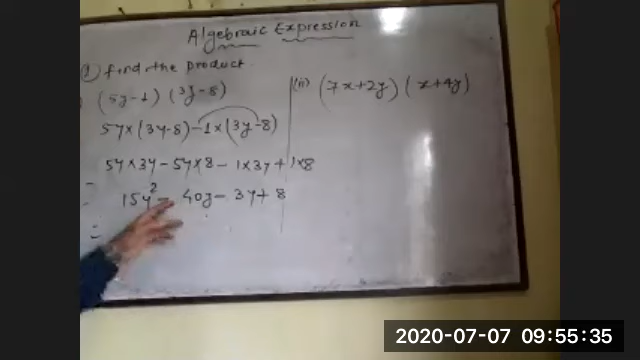 Algebraic Expression
Q) find the product.
(5y-1) (3y-8)
5y×(3y-8)-1×(3y-8)
5y×3y-5y×8-1×3y+1×8
= 15y²- 40y- 3y+ 8
=
(ii) (7x+2y) (x+4y)
2020-07-07 09:55:35